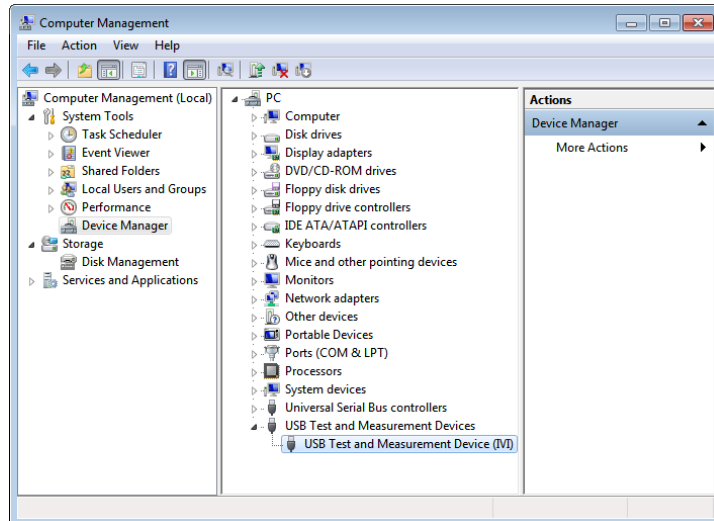 Computer Management
File Action View Help
Computer Management (Local)
System Tools
Task Scheduler
Event Viewer
Shared Folders
Local Users and Groups
Performance
Device Manager
Storage
Disk Management
Services and Applications
PC
Computer
Disk drives
Display adapters
DVD/CD-ROM drives
Floppy disk drives
Floppy drive controllers
IDE ATA/ATAPI controllers
Keyboards
Mice and other pointing devices
Monitors
Network adapters
Other devices
Portable Devices
Ports (COM & LPT)
Processors
System devices
Universal Serial Bus controllers
USB Test and Measurement Devices
USB Test and Measurement Device (IVI)
Actions
Device Manager
More Actions